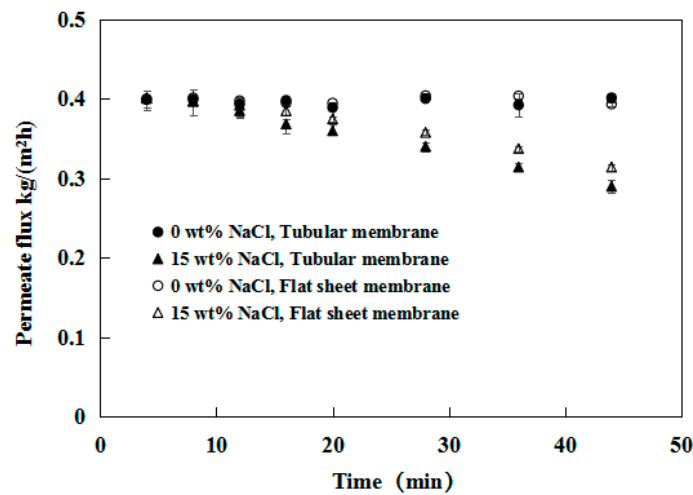 0.5
0.4
0.3
0.2
0.1
0
Permeate flux kg/(m²h)
0 wt% NaCl, Tubular membrane
15 wt% NaCl, Tubular membrane
0 wt% NaCl, Flat sheet membrane
15 wt% NaCl, Flat sheet membrane
0 10 20 30 40 50
Time（min）